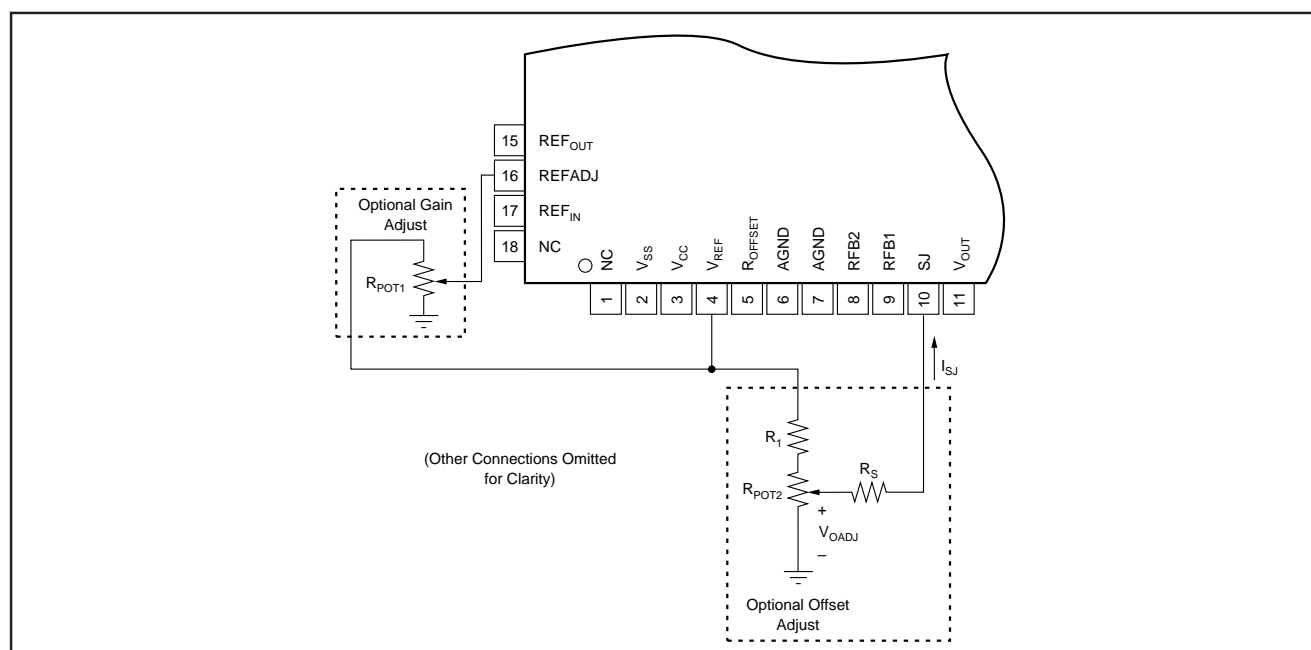 15 REF_OUT
16 REFADJ
17 REF_IN
18 NC
Optional Gain
Adjust
R_POT1
NC
V_SS
V_CC
V_REF
R_OFFSET
AGND
AGND
RFB2
RFB1
SJ
V_OUT
1
2
3
4
5
6
7
8
9
10
11
I_SJ
R_1
R_POT2
R_S
+
V_OADJ
–
(Other Connections Omitted
for Clarity)
Optional Offset
Adjust